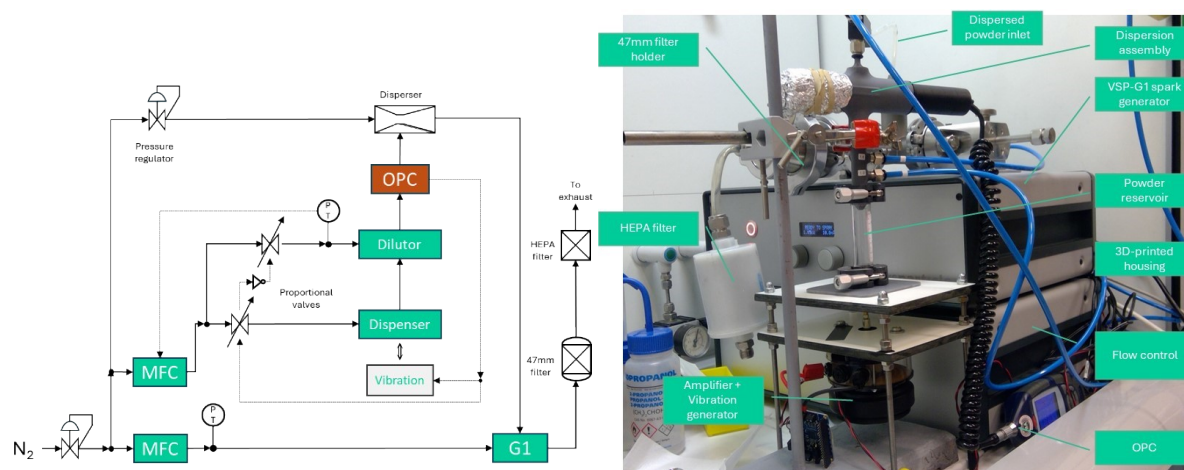 Disperser
Pressure
regulator
OPC
To
exhaust
P
T
HEPA
filter
Dilutor
Proportional
valves
Dispenser
47mm
filter
MFC
Vibration
P
T
N2
MFC
G1
Dispersed
powder inlet
47mm filter
holder
Dispersion
assembly
VSP-G1 spark
generator
Powder
reservoir
HEPA filter
3D-printed
housing
Flow control
Amplifier +
Vibration
generator
OPC